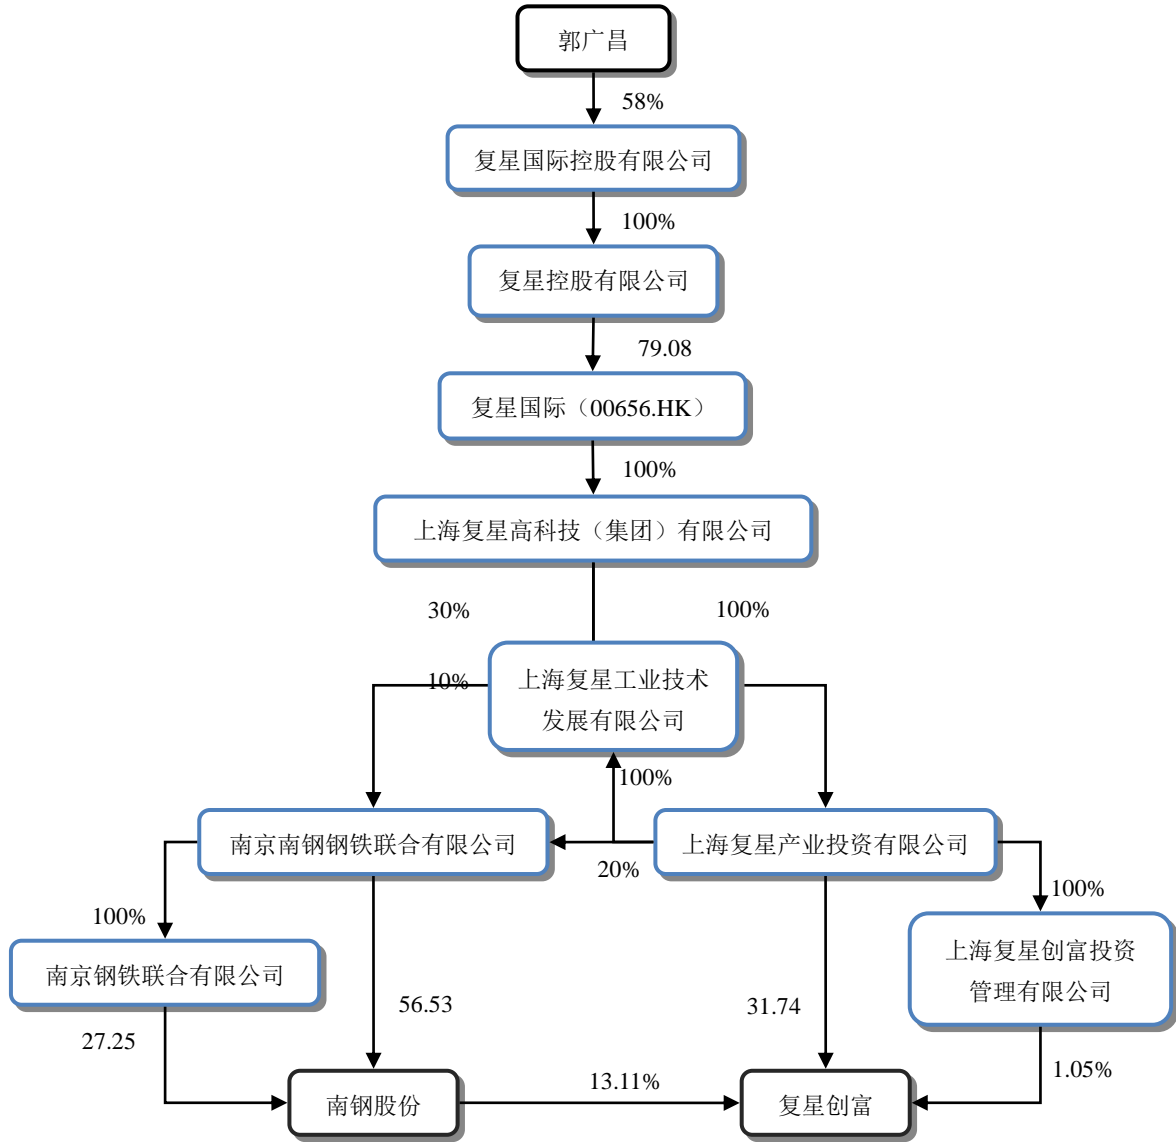 郭广昌
58%
复星国际控股有限公司
100%
复星控股有限公司
79.08
复星国际（00656.HK）
100%
上海复星高科技（集团）有限公司
30%
100%
上海复星工业技术
发展有限公司
10%
100%
南京南钢钢铁联合有限公司
20%
上海复星产业投资有限公司
100%
100%
南京钢铁联合有限公司
上海复星创富投资
管理有限公司
56.53
31.74
27.25
13.11%
1.05%
南钢股份
复星创富